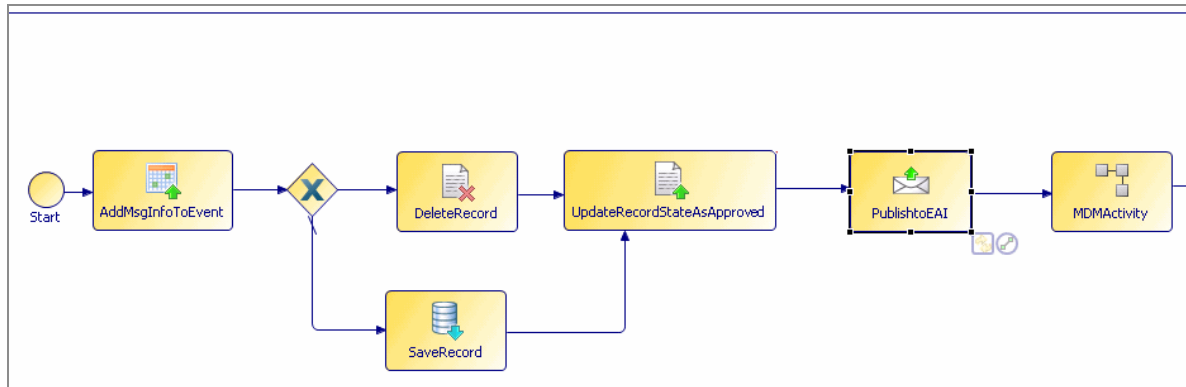 Start
AddMsgInfoToEvent
X
DeleteRecord
UpdateRecordStateAsApproved
PublishtoEAI
MDMActivity
SaveRecord